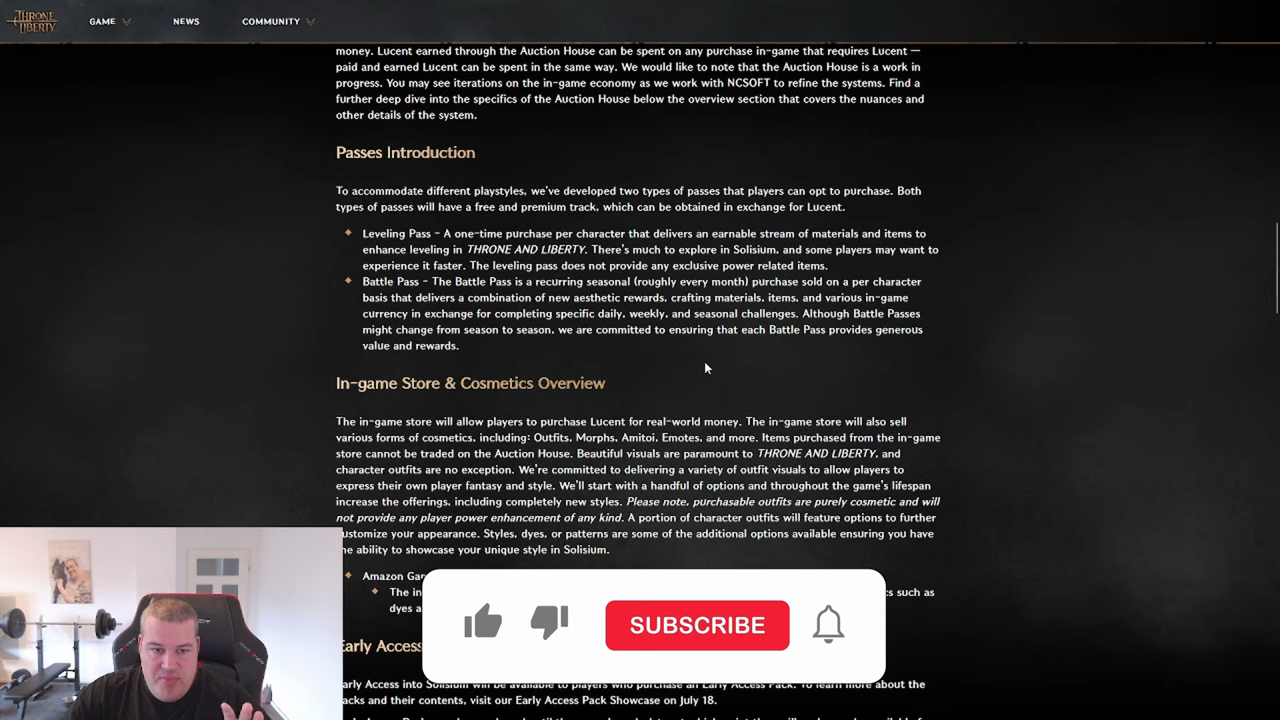 THRONE
LIBERTY
GAME
NEWS
COMMUNITY
money. Lucent earned through the Auction House can be spent on any purchase in-game that requires Lucent —
paid and earned Lucent can be spent in the same way. We would like to note that the Auction House is a work in
progress. You may see iterations on the in-game economy as we work with NCSOFT to refine the systems. Find a
further deep dive into the specifics of the Auction House below the overview section that covers the nuances and
other details of the system.
Passes Introduction
To accommodate different playstyles, we've developed two types of passes that players can opt to purchase. Both
types of passes will have a free and premium track, which can be obtained in exchange for Lucent.
Leveling Pass - A one-time purchase per character that delivers an earnable stream of materials and items to
enhance leveling in THRONE AND LIBERTY. There's much to explore in Solisium, and some players may want to
experience it faster. The leveling pass does not provide any exclusive power related items.
Battle Pass - The Battle Pass is a recurring seasonal (roughly every month) purchase sold on a per character
basis that delivers a combination of new aesthetic rewards, crafting materials, items, and various in-game
currency in exchange for completing specific daily, weekly, and seasonal challenges. Although Battle Passes
might change from season to season, we are committed to ensuring that each Battle Pass provides generous
value and rewards.
In-game Store & Cosmetics Overview
The in-game store will allow players to purchase Lucent for real-world money. The in-game store will also sell
various forms of cosmetics, including: Outfits, Morphs, Amitoi, Emotes, and more. Items purchased from the in-game
store cannot be traded on the Auction House. Beautiful visuals are paramount to THRONE AND LIBERTY, and
character outfits are no exception. We're committed to delivering a variety of outfit visuals to allow players to
express their own player fantasy and style. We'll start with a handful of options and throughout the game's lifespan
increase the offerings, including completely new styles. Please note, purchasable outfits are purely cosmetic and will
not provide any player power enhancement of any kind. A portion of character outfits will feature options to further
customize your appearance. Styles, dyes, or patterns are some of the additional options available ensuring you have
the ability to showcase your unique style in Solisium.
Amazon
The in such as
dyes
SUBSCRIBE
Early Access
Early Access into Solisium will be available to players who purchase an Early Access Pack. To learn more about the
packs and their contents, visit our Early Access Pack Showcase on July 18.